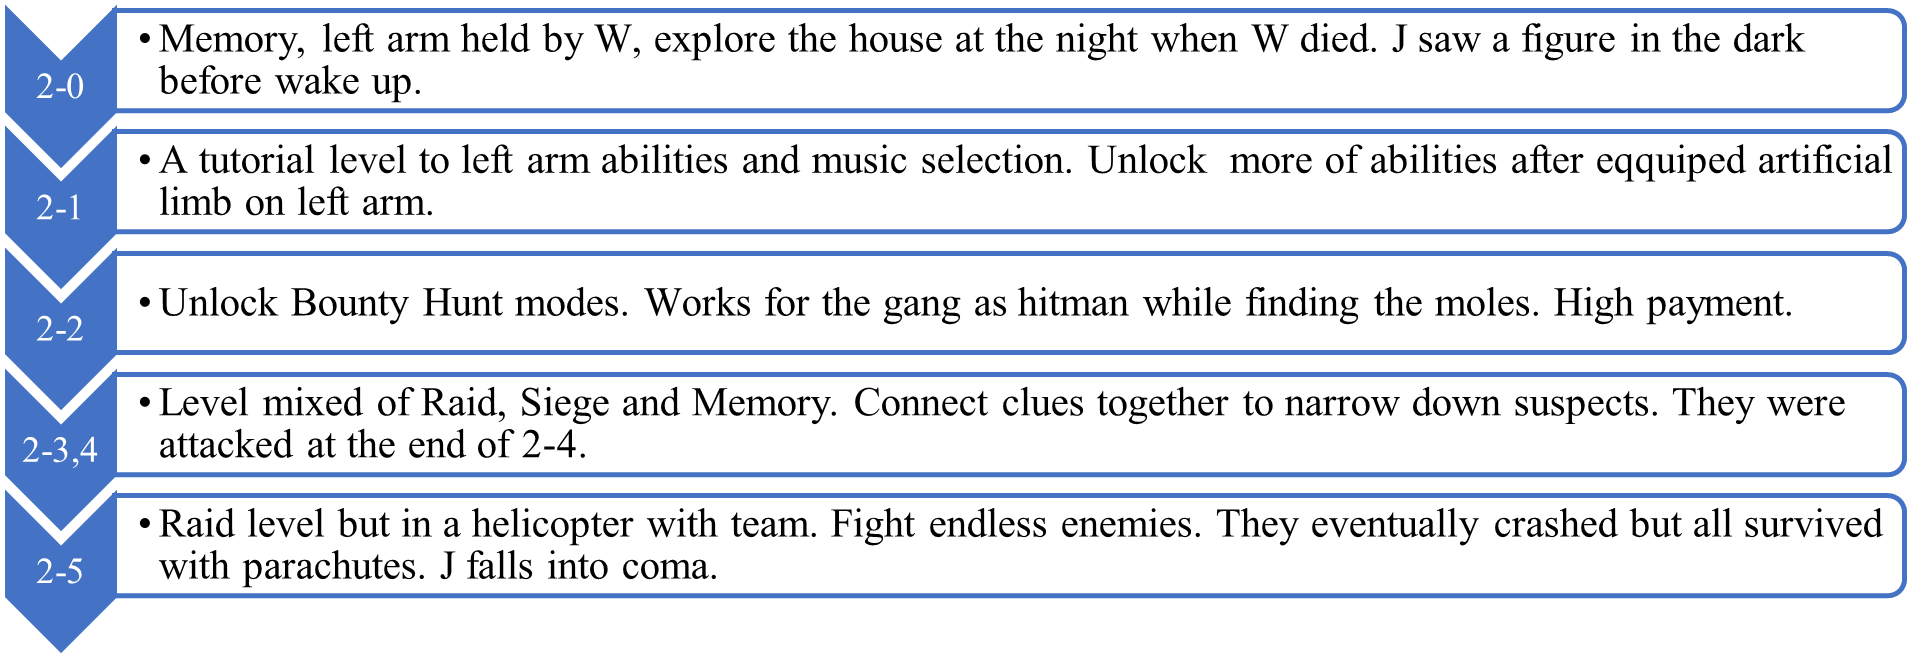 2-0
• Memory, left arm held by W, explore the house at the night when W died. J saw a figure in the dark
before wake up.
2-1
• A tutorial level to left arm abilities and music selection. Unlock more of abilities after eqquiped artificial
limb on left arm.
2-2
• Unlock Bounty Hunt modes. Works for the gang as hitman while finding the moles. High payment.
2-3,4
• Level mixed of Raid, Siege and Memory. Connect clues together to narrow down suspects. They were
attacked at the end of 2-4.
2-5
• Raid level but in a helicopter with team. Fight endless enemies. They eventually crashed but all survived
with parachutes. J falls into coma.